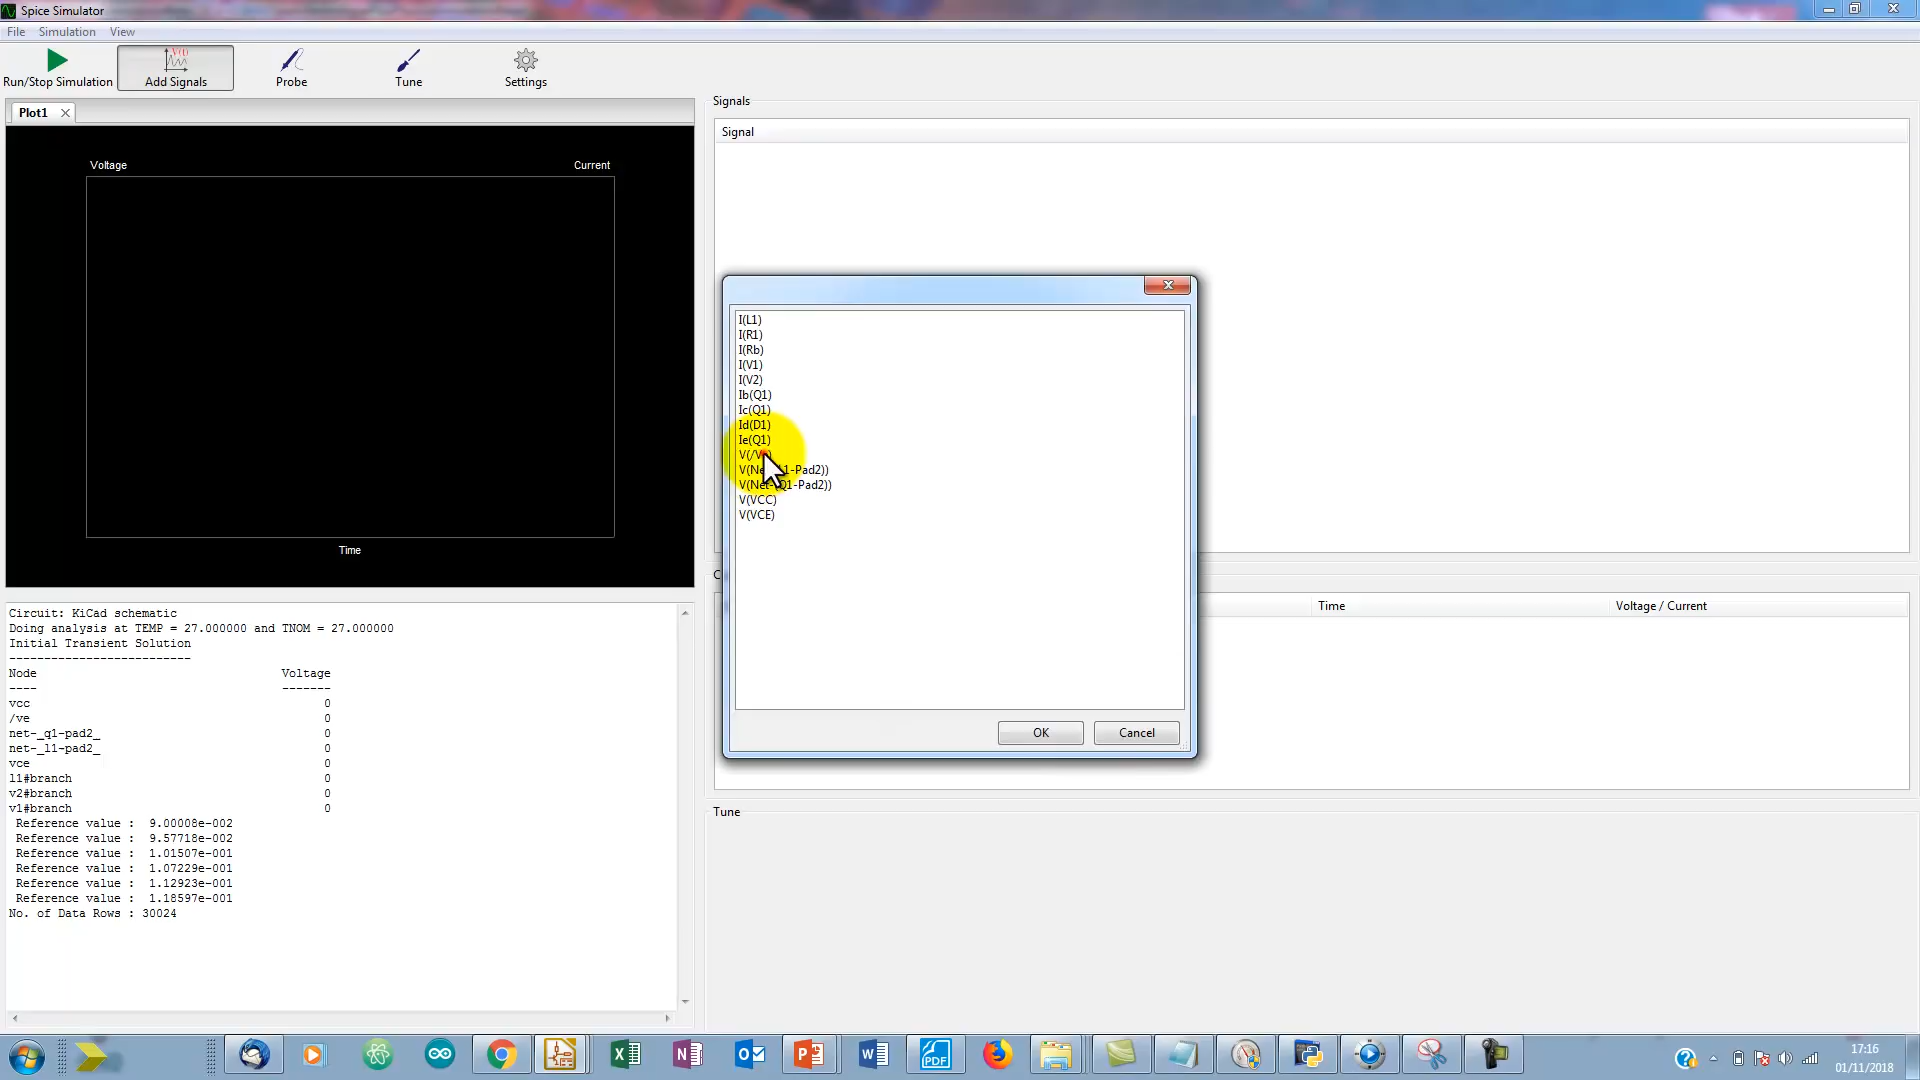 Spice Simulator
File Simulation View
Run/Stop Simulation Add Signals Probe Tune Settings
Plot1
Voltage Current
Time
Signals
Signal
I(L1)
I(R1)
I(Rb)
I(V1)
I(V2)
Ib(Q1)
Ic(Q1)
Id(D1)
Ie(Q1)
V(VCC)
V(VCE)
OK Cancel
Time Voltage / Current
Tune
Circuit: KiCad schematic
Doing analysis at TEMP = 27.000000 and TNOM = 27.000000
Initial Transient Solution
--------------------------
Node Voltage
---- -------
vcc 0
/ve 0
net-_q1-pad2_ 0
net-_l1-pad2_ 0
vce 0
l1#branch 0
v2#branch 0
v1#branch 0
Reference value : 9.00008e-002
Reference value : 9.57718e-002
Reference value : 1.01507e-001
Reference value : 1.07229e-001
Reference value : 1.12923e-001
Reference value : 1.18597e-001
No. of Data Rows : 30024
PDF
17:16
01/11/2018